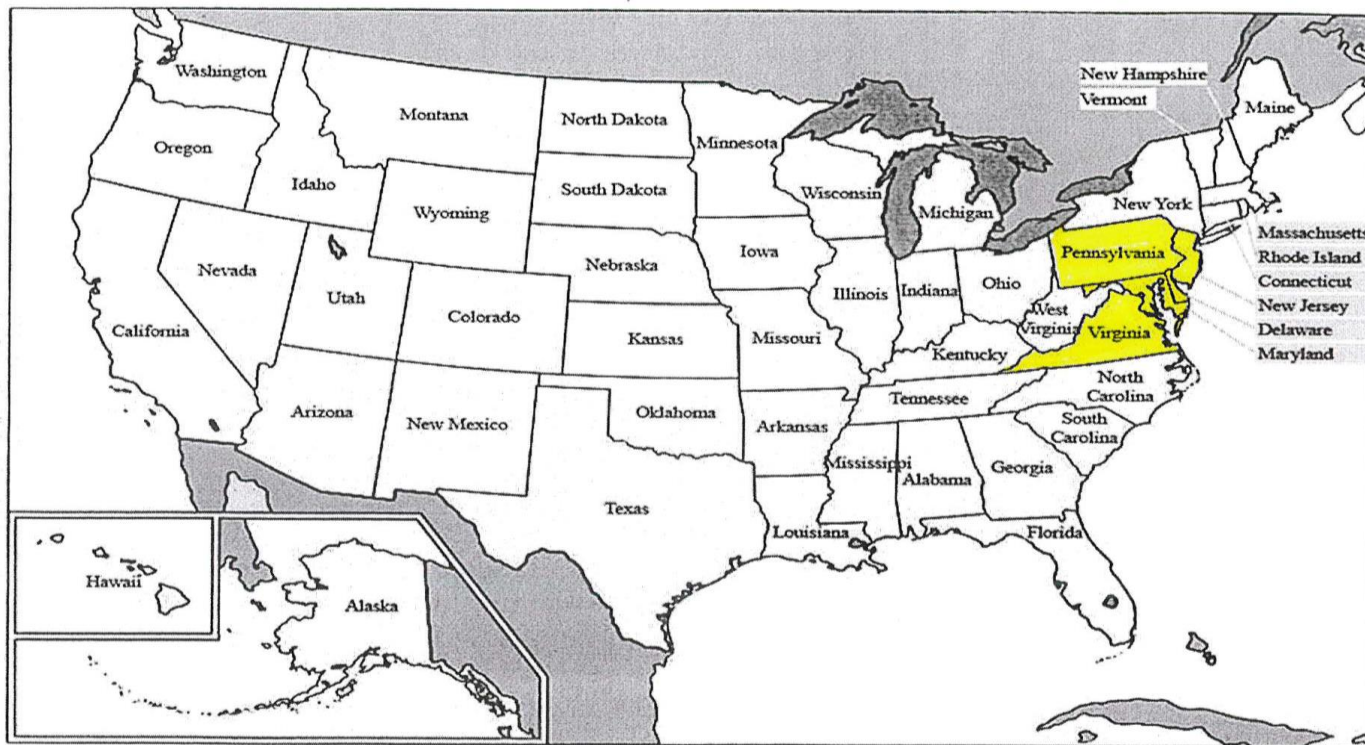 Washington
Montana
North Dakota
Minnesota
New Hampshire
Vermont
Maine
Oregon
Idaho
Wyoming
South Dakota
Wisconsin
Michigan
New York
Massachusetts
Rhode Island
Connecticut
New Jersey
Delaware
Maryland
Nevada
Utah
Colorado
Nebraska
Iowa
Illinois
Indiana
Ohio
Pennsylvania
West
Virginia
Virginia
California
Kansas
Missouri
Kentucky
Arizona
New Mexico
Oklahoma
Arkansas
Tennessee
North
Carolina
South
Carolina
Texas
Louisiana
Mississippi
Alabama
Georgia
Florida
Hawaii
Alaska